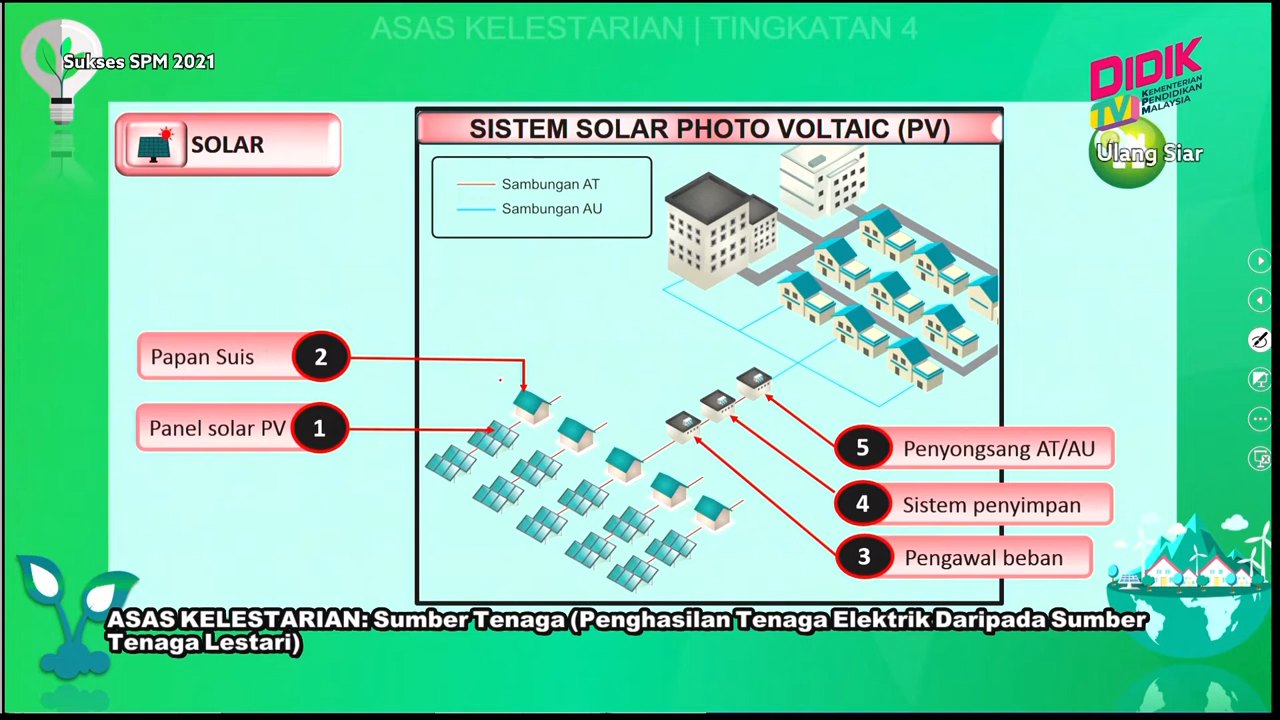 ASAS KELESTARIAN | TINGKATAN 4
Sukses SPM 2021
DIDIK
TV
KEMENTERIAN
PENDIDIKAN
MALAYSIA
Ulang Siar
SOLAR
SISTEM SOLAR PHOTO VOLTAIC (PV)
Sambungan AT
Sambungan AU
Papan Suis 2
Panel solar PV 1
5 Penyongsang AT/AU
4 Sistem penyimpan
3 Pengawal beban
ASAS KELESTARIAN: Sumber Tenaga (Penghasilan Tenaga Elektrik Daripada Sumber
Tenaga Lestari)